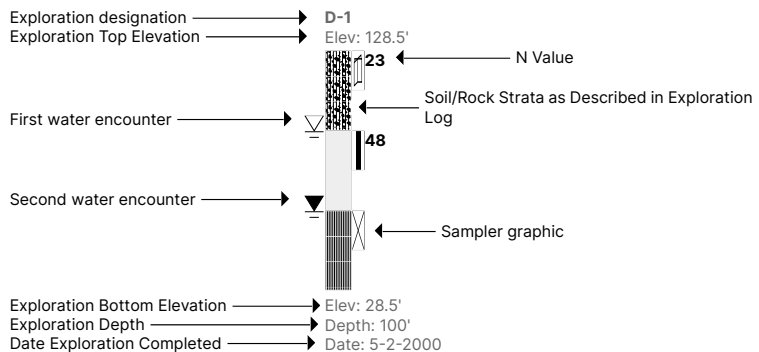 Exploration designation
D-1
Exploration Top Elevation
Elev: 128.5'
23
N Value
Soil/Rock Strata as Described in Exploration
Log
First water encounter
48
Second water encounter
Sampler graphic
Exploration Bottom Elevation
Elev: 28.5'
Exploration Depth
Depth: 100'
Date Exploration Completed
Date: 5-2-2000